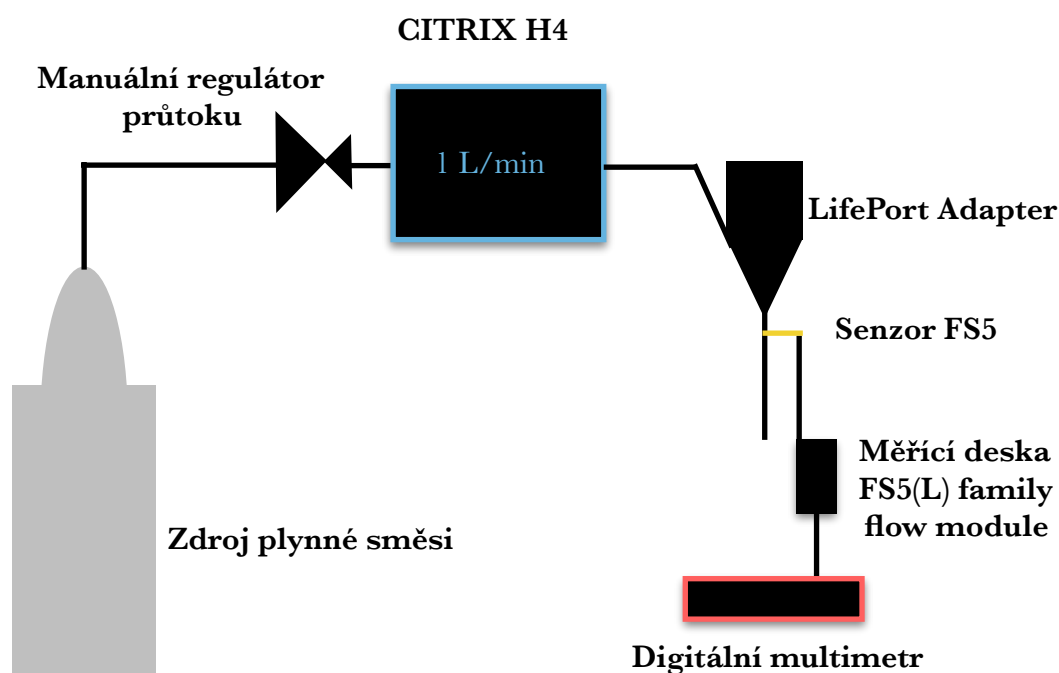 CITRIX H4
Manuální regulátor
průtoku
1 L/min
LifePort Adapter
Senzor FS5
Měřící deska
FS5(L) family
flow module
Zdroj plynné směsi
Digitální multimetr